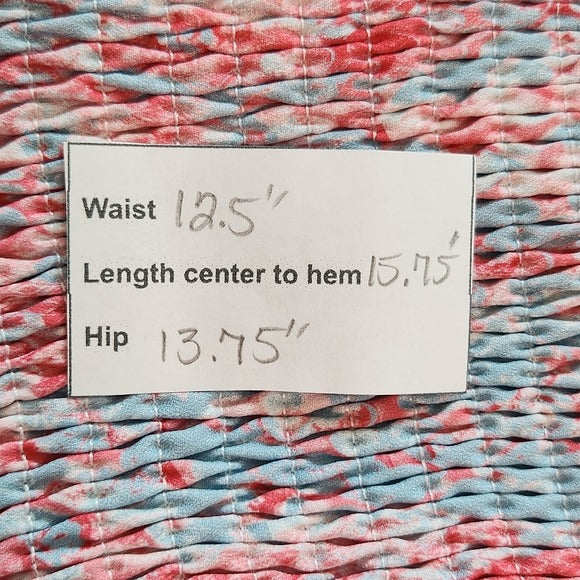 Waist 12.5"
Length center to hem 15.75'
Hip 13.75"